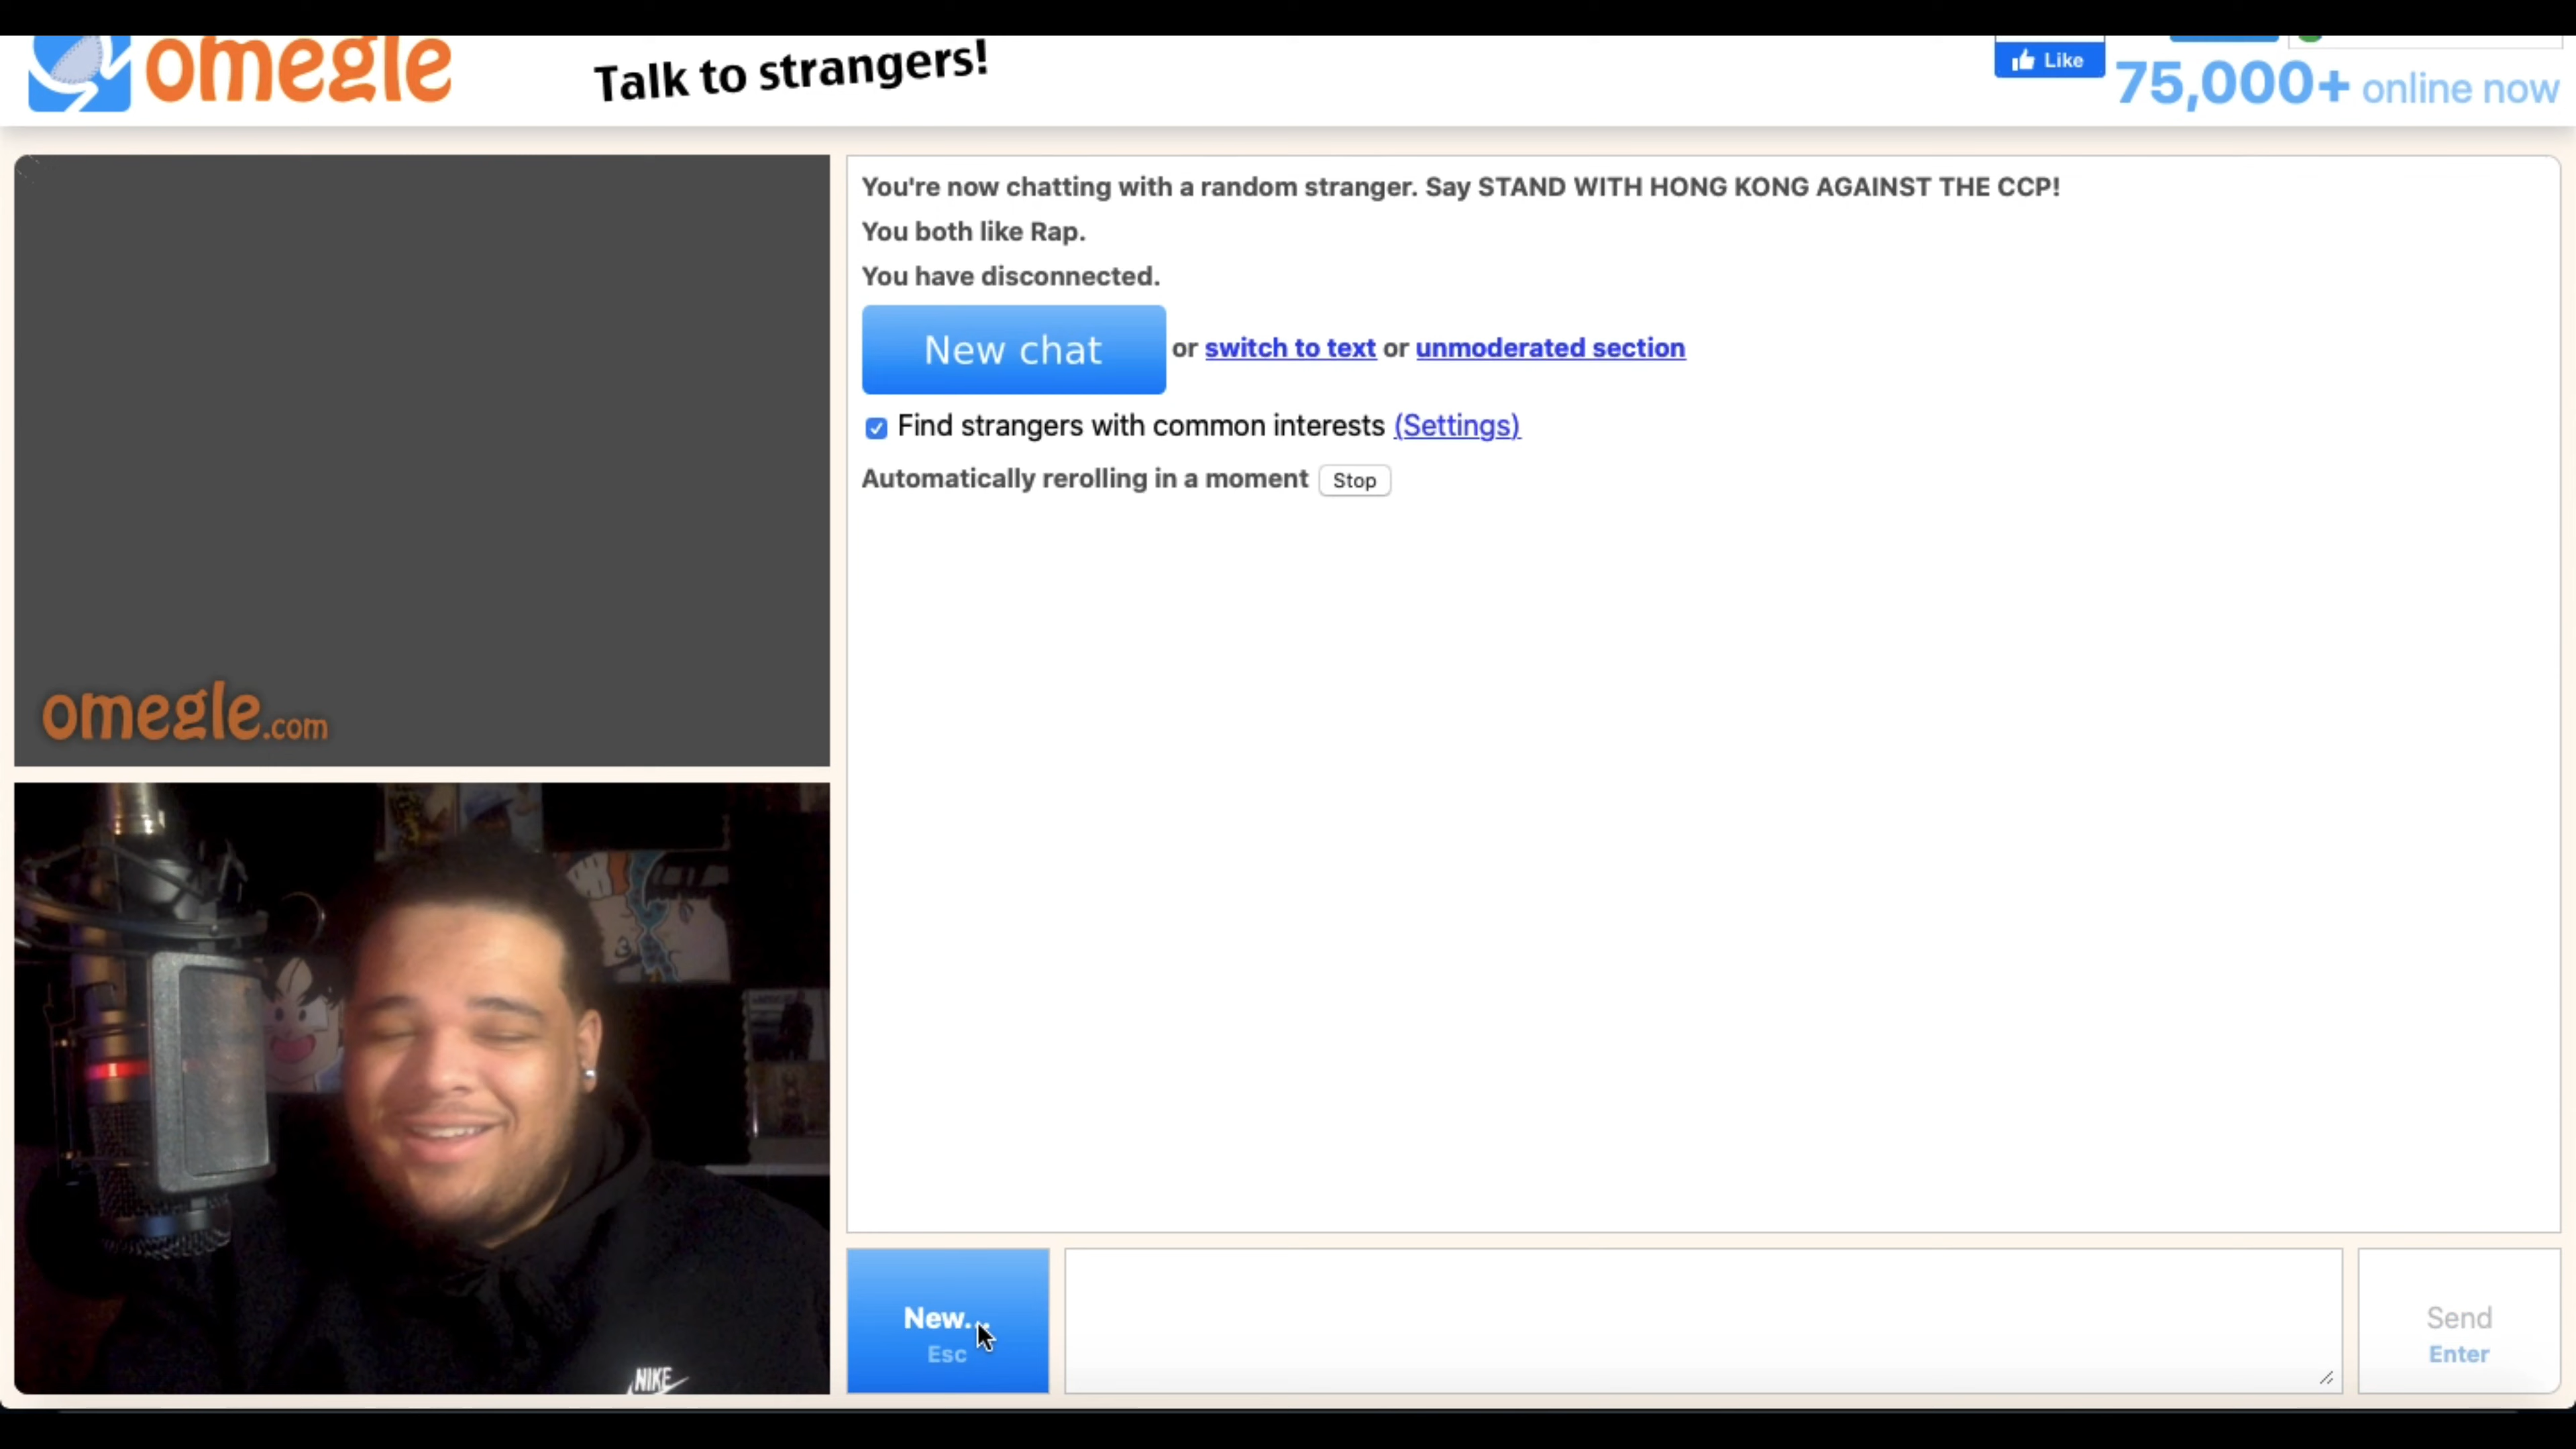 omegle
Talk to strangers!
Like
75,000+ online now
You're now chatting with a random stranger. Say STAND WITH HONG KONG AGAINST THE CCP!
You both like Rap.
You have disconnected.
New chat or switch to text or unmoderated section
Find strangers with common interests (Settings)
Automatically rerolling in a moment Stop
omegle.com
NIKE
New...
Esc
Send
Enter